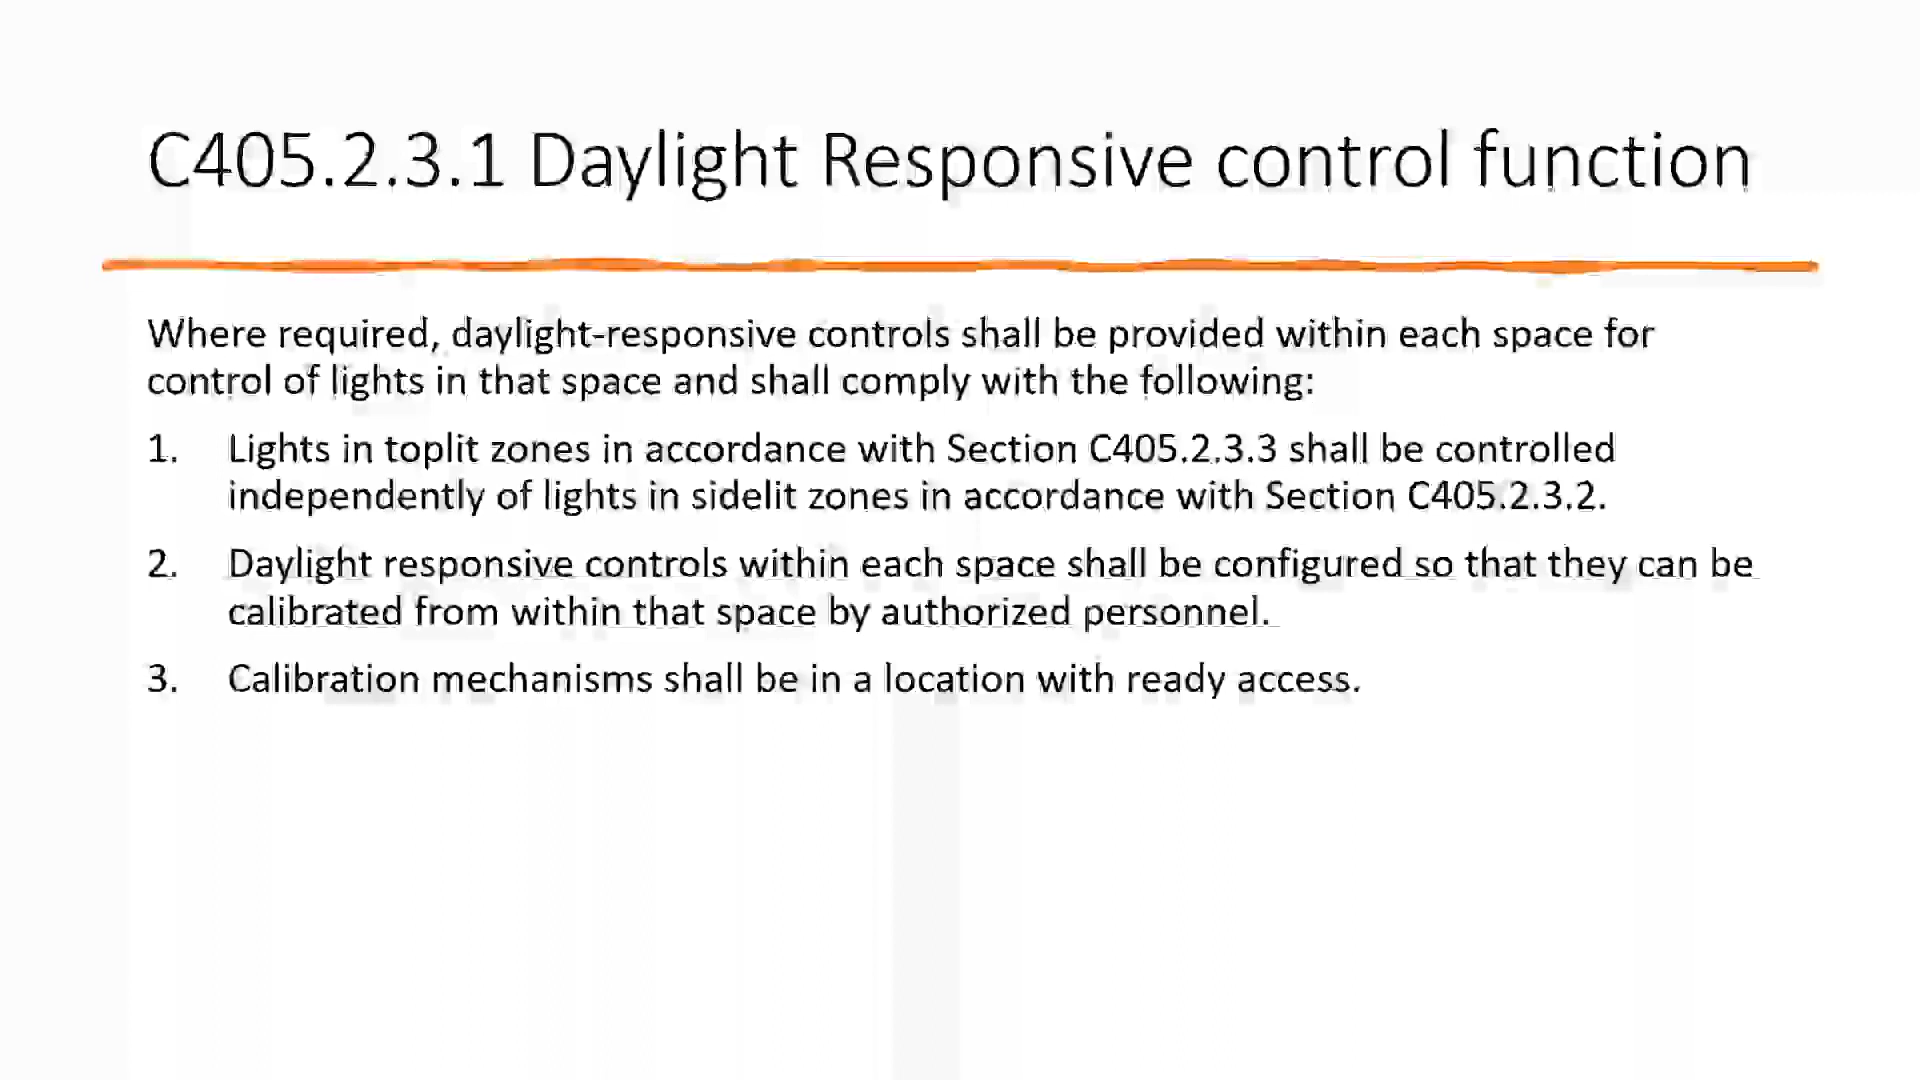 C405.2.3.1 Daylight Responsive control function
Where required, daylight-responsive controls shall be provided within each space for
control of lights in that space and shall comply with the following:
1. Lights in toplit zones in accordance with Section C405.2.3.3 shall be controlled
independently of lights in sidelit zones in accordance with Section C405.2.3.2.
2. Daylight responsive controls within each space shall be configured so that they can be
calibrated from within that space by authorized personnel.
3. Calibration mechanisms shall be in a location with ready access.